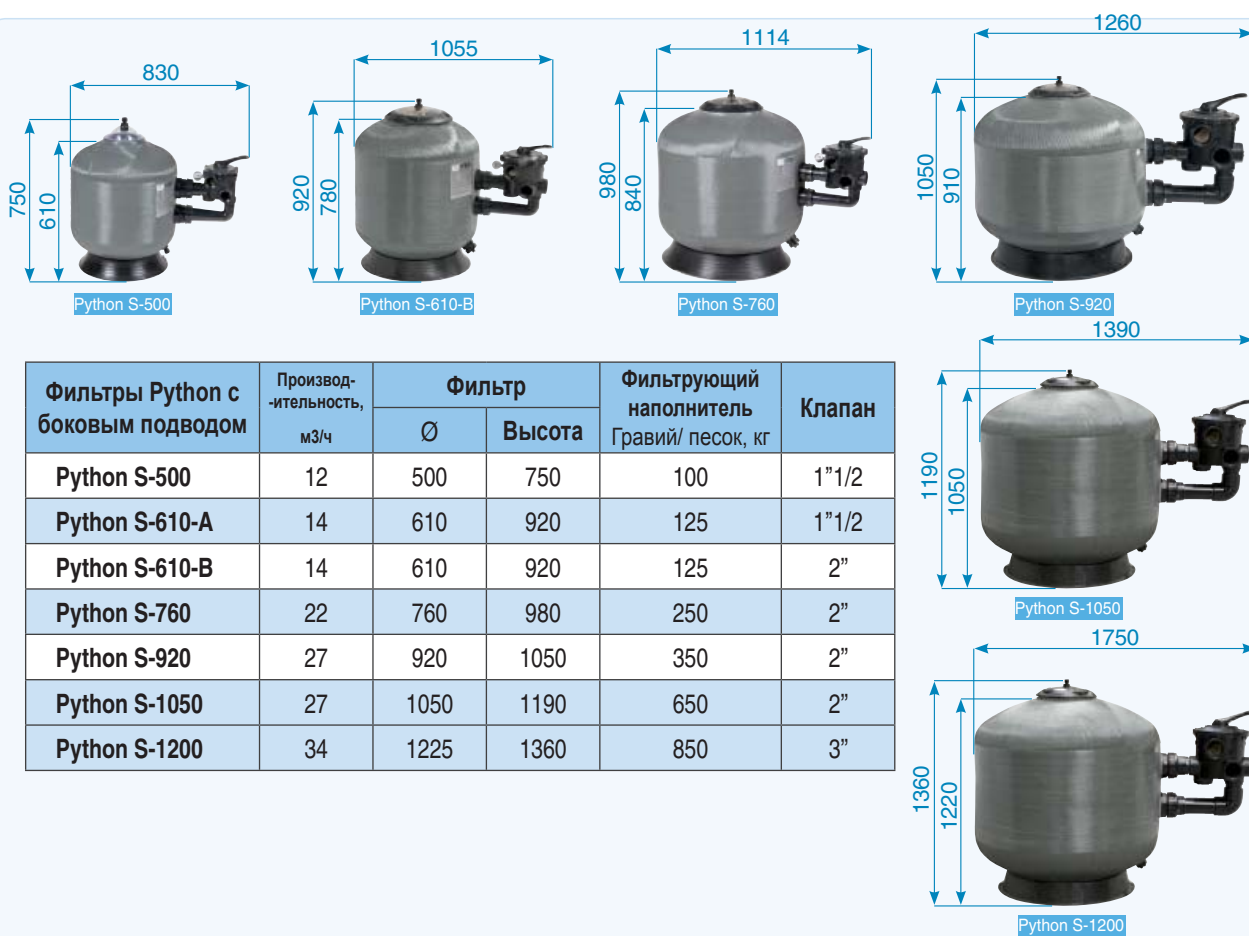 830
750
610
Python S-500
1055
920
780
Python S-610-B
1114
980
840
Python S-760
1260
1050
910
Python S-920
1390
1190
1050
Python S-1050
1750
1360
1220
Python S-1200
Фильтры Python с боковым подводом
Производ-
-ительность,
м3/ч
Фильтр
Ø Высота
Фильтрующий
наполнитель
Гравий/ песок, кг
Клапан
Python S-500 12 500 750 100 1”1/2
Python S-610-A 14 610 920 125 1”1/2
Python S-610-B 14 610 920 125 2”
Python S-760 22 760 980 250 2”
Python S-920 27 920 1050 350 2”
Python S-1050 27 1050 1190 650 2”
Python S-1200 34 1225 1360 850 3”